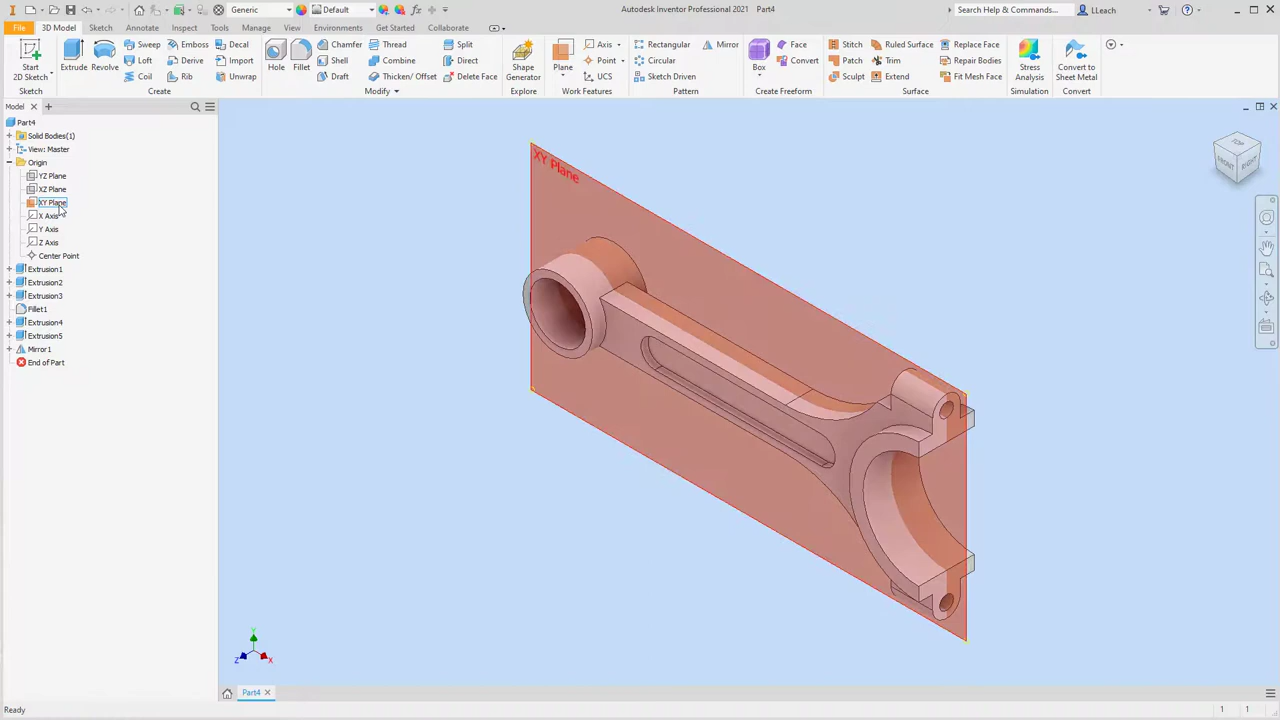 Generic
Default
Autodesk Inventor Professional 2021 Part4
Search Help & Commands...
LLeach
File 3D Model Sketch Annotate Inspect Tools Manage View Environments Get Started Collaborate
Start
2D Sketch
Sketch
Extrude Revolve
Sweep Emboss Decal
Loft Derive Import
Coil Rib Unwrap
Create
Hole Fillet
Chamfer Thread Split
Shell Combine Direct
Draft Thicken/ Offset Delete Face
Modify
Shape
Generator
Explore
Plane
Axis
Point
UCS
Work Features
Rectangular Mirror
Circular
Sketch Driven
Pattern
Box
Face
Convert
Create Freeform
Stitch Ruled Surface Replace Face
Patch Trim Repair Bodies
Sculpt Extend Fit Mesh Face
Surface
Stress
Analysis
Simulation
Convert to
Sheet Metal
Convert
Model
Part4
Solid Bodies(1)
View: Master
Origin
YZ Plane
XZ Plane
XY Plane
X Axis
Y Axis
Z Axis
Center Point
Extrusion1
Extrusion2
Extrusion3
Fillet1
Extrusion4
Extrusion5
Mirror1
End of Part
XY Plane
FRONT RIGHT
Y
Z X
Part4
Ready
1 1